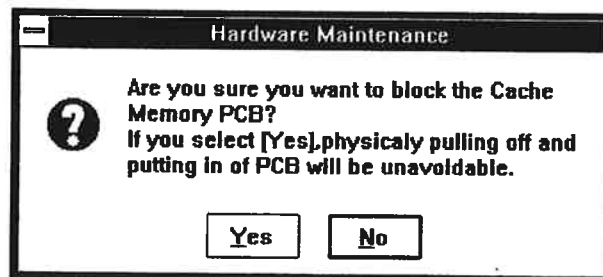 Hardware Maintenance
Are you sure you want to block the Cache
Memory PCB?
If you select [Yes],physicaly pulling off and
putting in of PCB will be unavoidable.
Yes
No